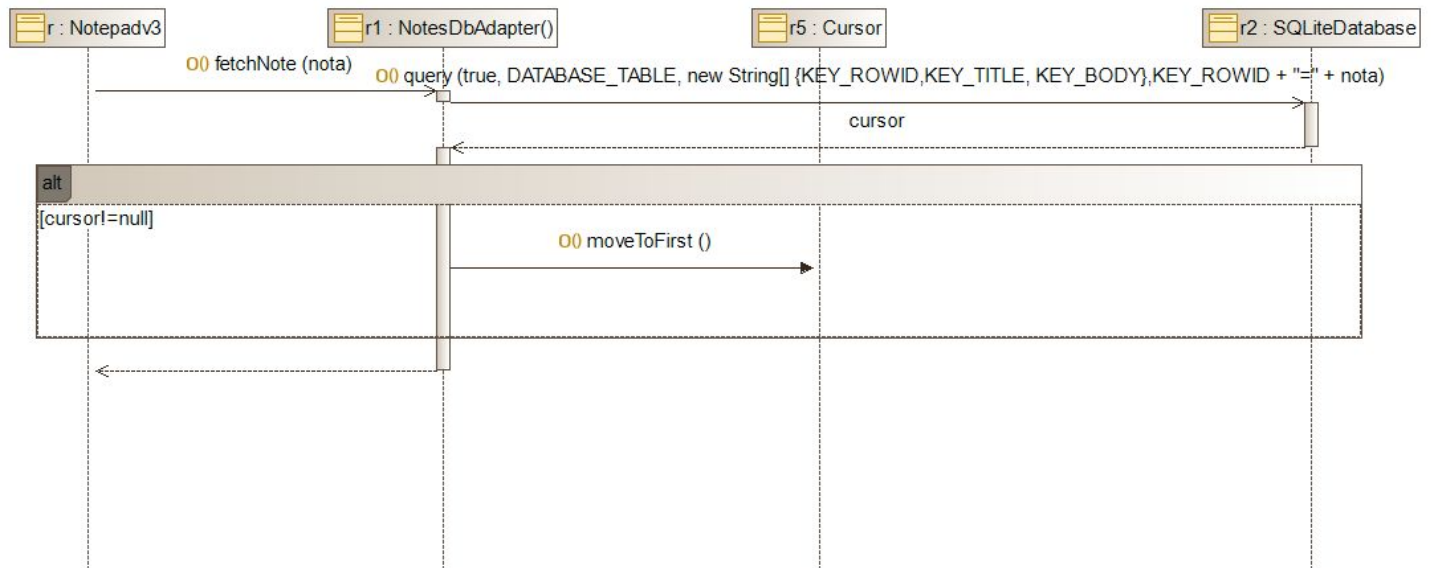 r : Notepadv3
r1 : NotesDbAdapter()
r5 : Cursor
r2 : SQLiteDatabase
O() fetchNote (nota)
O() query (true, DATABASE_TABLE, new String[] {KEY_ROWID,KEY_TITLE, KEY_BODY},KEY_ROWID + "=" + nota)
cursor
alt
[cursor!=null]
O() moveToFirst ()